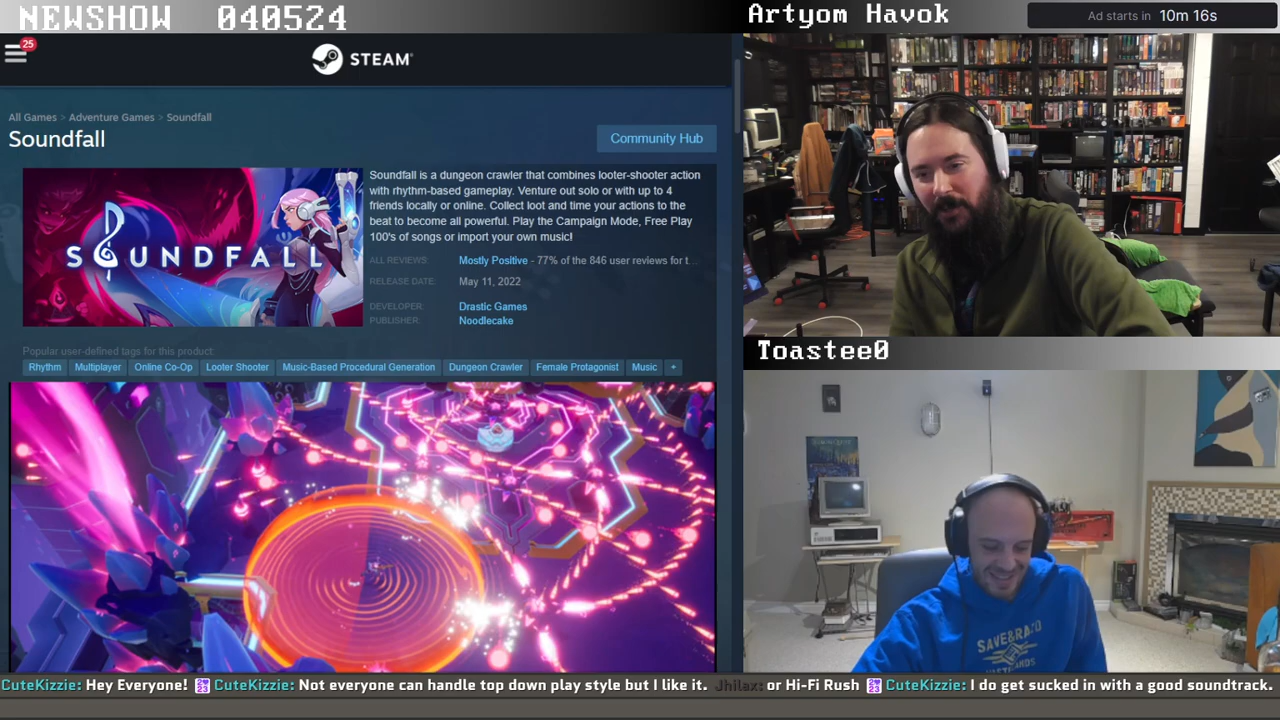 NEWSHOW 040524
Artyom Havok
Ad starts in 10m 16s
25
STEAM
All Games > Adventure Games > Soundfall
Soundfall
Community Hub
SOUNDFALL
Soundfall is a dungeon crawler that combines looter-shooter action
with rhythm-based gameplay. Venture out solo or with up to 4
friends locally or online. Collect loot and time your actions to the
beat to become all powerful. Play the Campaign Mode, Free Play
100's of songs or import your own music!
ALL REVIEWS: Mostly Positive - 77% of the 846 user reviews for t...
RELEASE DATE: May 11, 2022
DEVELOPER: Drastic Games
PUBLISHER: Noodlecake
Popular user-defined tags for this product:
Rhythm Multiplayer Online Co-Op Looter Shooter Music-Based Procedural Generation Dungeon Crawler Female Protagonist Music +
Toastee0
CuteKizzie: Hey Everyone! CuteKizzie: Not everyone can handle top down play style but I like it. Jhilax: or Hi-Fi Rush CuteKizzie: I do get sucked in with a good soundtrack.